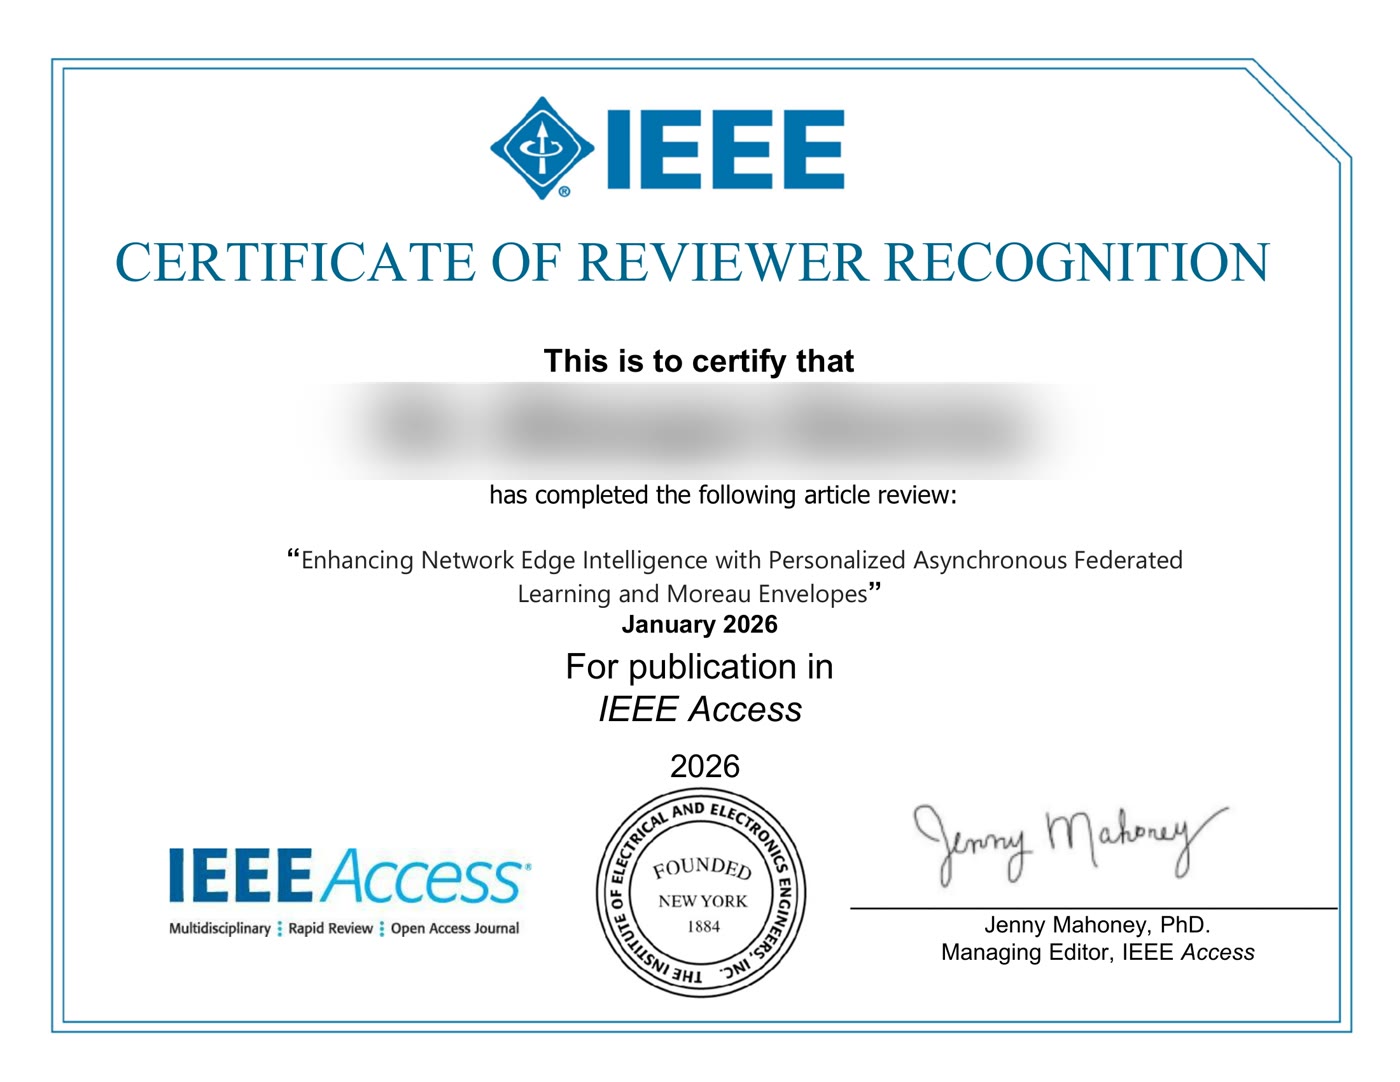 IEEE
®
CERTIFICATE OF REVIEWER RECOGNITION
This is to certify that
has completed the following article review:
“Enhancing Network Edge Intelligence with Personalized Asynchronous Federated
Learning and Moreau Envelopes”
January 2026
For publication in
IEEE Access
2026
IEEE Access®
Multidisciplinary ⋮ Rapid Review ⋮ Open Access Journal
THE INSTITUTE OF ELECTRICAL AND ELECTRONICS ENGINEERS, INC.
FOUNDED
NEW YORK
1884
Jenny Mahoney
Jenny Mahoney, PhD.
Managing Editor, IEEE Access